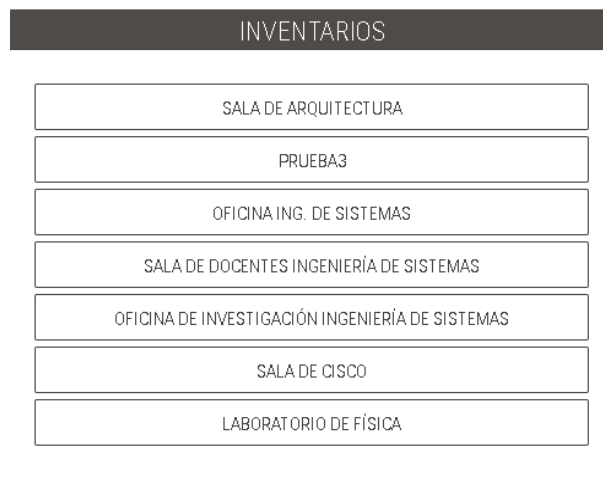 INVENTARIOS
SALA DE ARQUITECTURA
PRUEBA3
OFICINA ING. DE SISTEMAS
SALA DE DOCENTES INGENIERÍA DE SISTEMAS
OFICINA DE INVESTIGACIÓN INGENIERÍA DE SISTEMAS
SALA DE CISCO
LABORATORIO DE FÍSICA